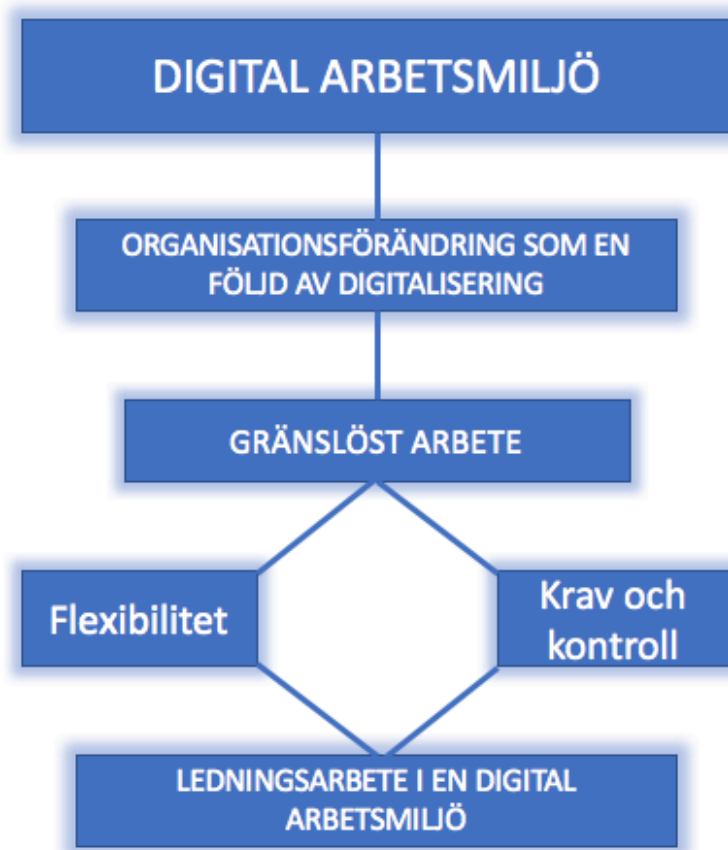 DIGITAL ARBETSMILJÖ
ORGANISATIONSFÖRÄNDRING SOM EN
FÖLJD AV DIGITALISERING
GRÄNSLÖST ARBETE
Flexibilitet
Krav och
kontroll
LEDNINGSARBETE I EN DIGITAL
ARBETSMILJÖ